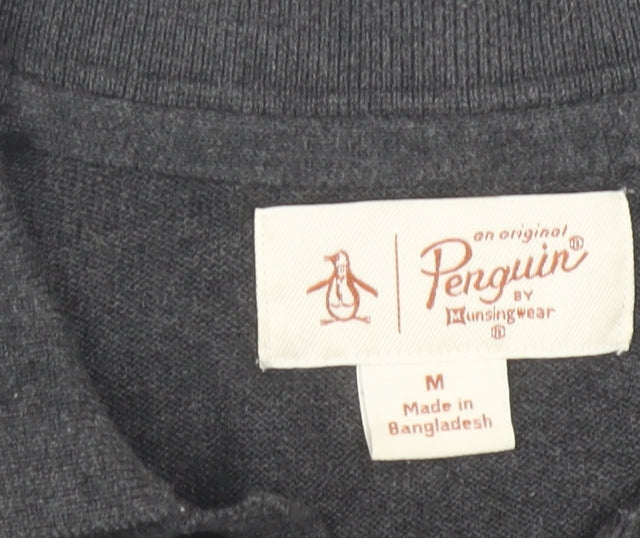 an original
Penguin
BY
Munsingwear
M
Made in
Bangladesh